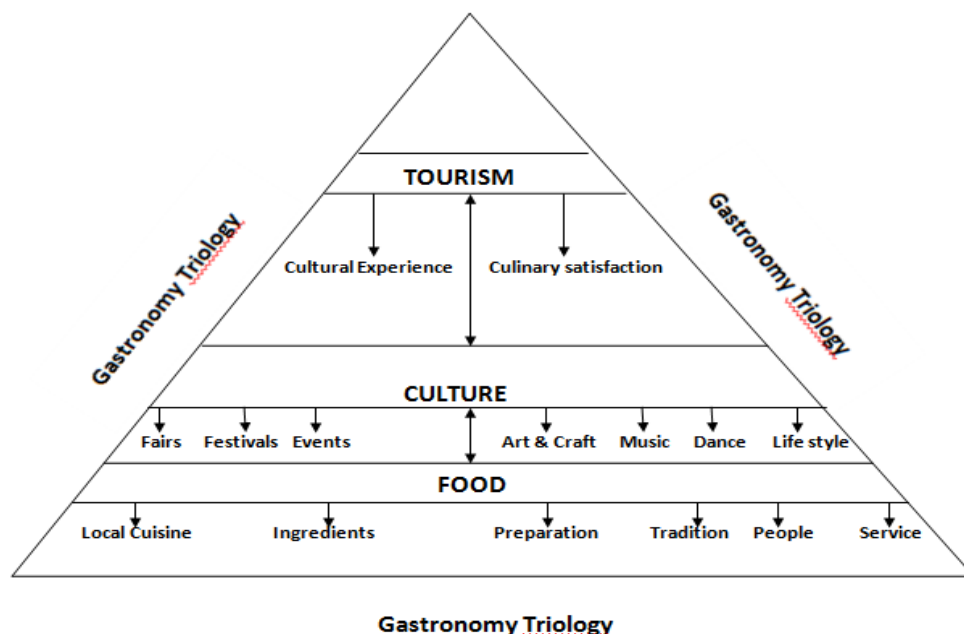 TOURISM
Gastronomy Triology
Gastronomy Triology
Cultural Experience Culinary satisfaction
CULTURE
Fairs Festivals Events Art & Craft Music Dance Life style
FOOD
Local Cuisine Ingredients Preparation Tradition People Service
Gastronomy Triology